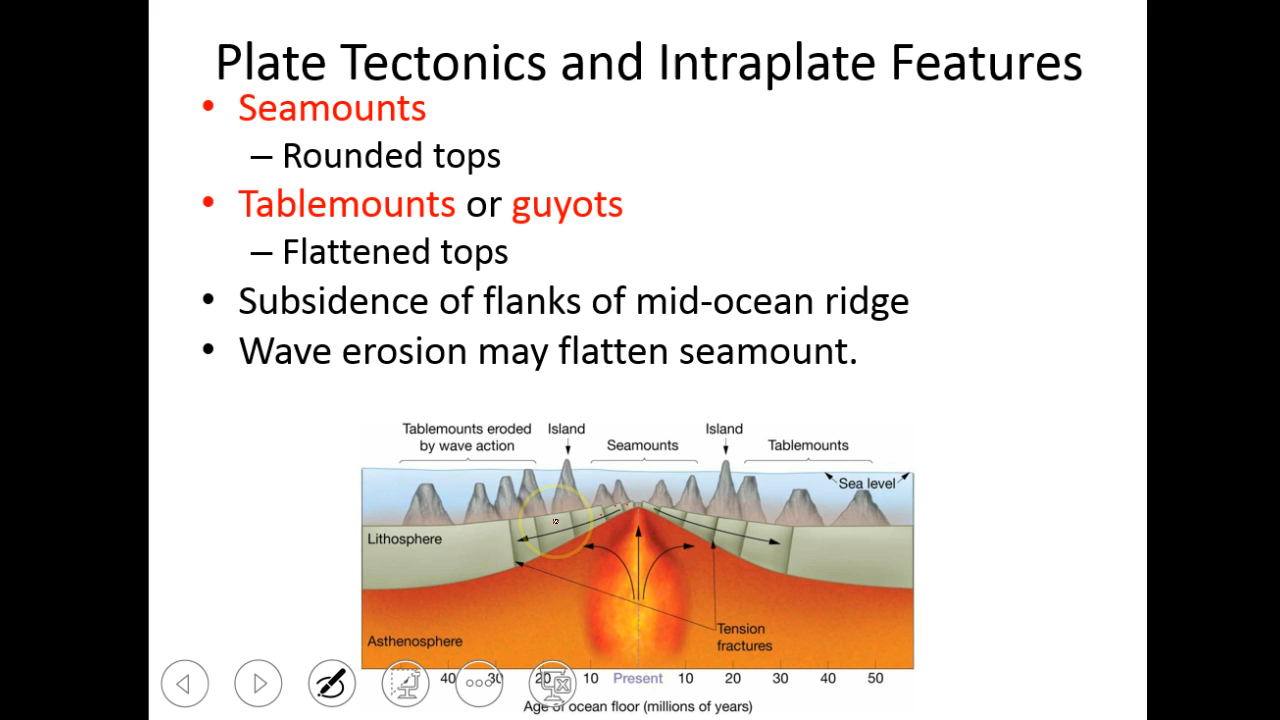 Plate Tectonics and Intraplate Features
• Seamounts
– Rounded tops
• Tablemounts or guyots
– Flattened tops
• Subsidence of flanks of mid-ocean ridge
• Wave erosion may flatten seamount.
Tablemounts eroded
by wave action
Island
Seamounts
Island
Tablemounts
Sea level
Lithosphere
Tension
fractures
Asthenosphere
40 30 20 10 Present 10 20 30 40 50
Age of ocean floor (millions of years)